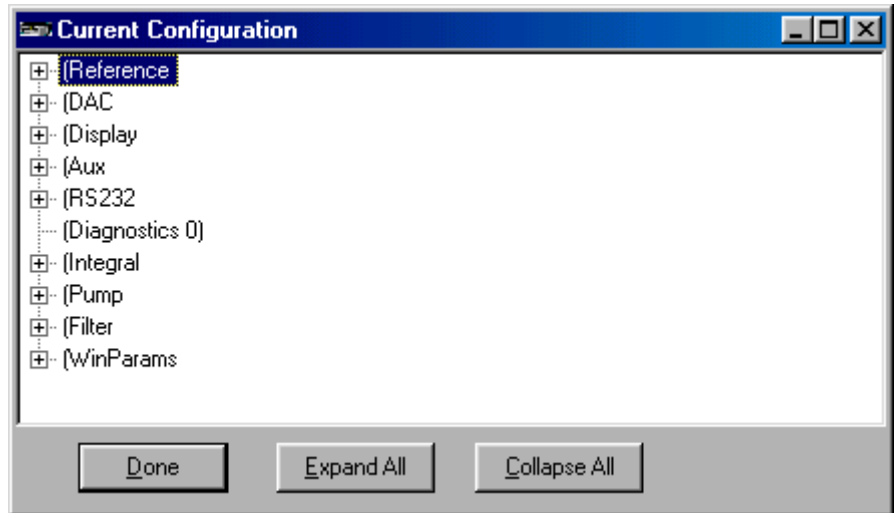 Current Configuration
(Reference
(DAC
(Display
(Aux
(RS232
(Diagnostics 0)
(Integral
(Pump
(Filter
(WinParams
Done Expand All Collapse All